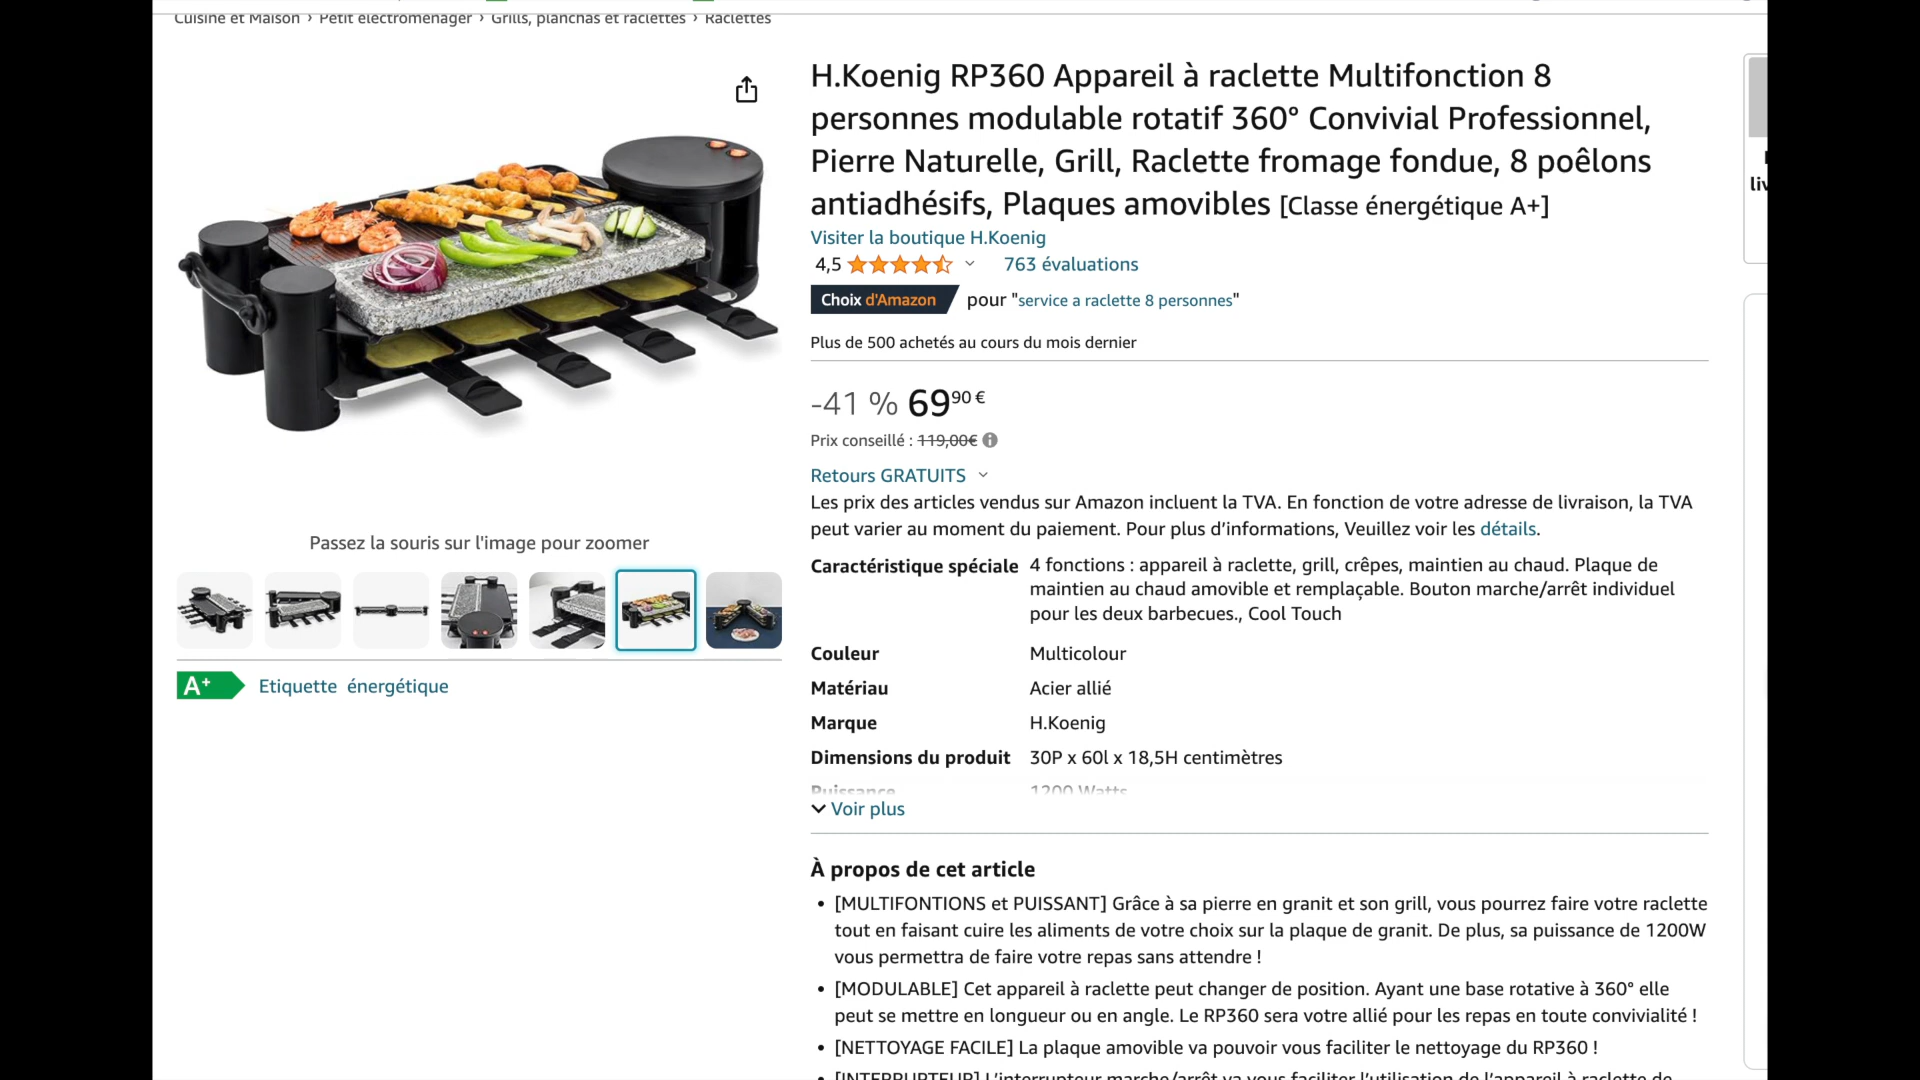 Cuisine et Maison › Petit électroménager › Grills, planchas et raclettes › Raclettes
H.Koenig RP360 Appareil à raclette Multifonction 8
personnes modulable rotatif 360° Convivial Professionnel,
Pierre Naturelle, Grill, Raclette fromage fondue, 8 poêlons
antiadhésifs, Plaques amovibles [Classe énergétique A+]
Visiter la boutique H.Koenig
4,5 763 évaluations
Choix d'Amazon pour "service a raclette 8 personnes"
Plus de 500 achetés au cours du mois dernier
-41 % 69,90 €
Prix conseillé : 119,00€
Retours GRATUITS
Les prix des articles vendus sur Amazon incluent la TVA. En fonction de votre adresse de livraison, la TVA
peut varier au moment du paiement. Pour plus d’informations, Veuillez voir les détails.
Passez la souris sur l'image pour zoomer
A+ Etiquette énergétique
Caractéristique spéciale 4 fonctions : appareil à raclette, grill, crêpes, maintien au chaud. Plaque de
maintien au chaud amovible et remplaçable. Bouton marche/arrêt individuel
pour les deux barbecues., Cool Touch
Couleur Multicolour
Matériau Acier allié
Marque H.Koenig
Dimensions du produit 30P x 60l x 18,5H centimètres
Puissance 1200 Watts
Voir plus
À propos de cet article
• [MULTIFONTIONS et PUISSANT] Grâce à sa pierre en granit et son grill, vous pourrez faire votre raclette
tout en faisant cuire les aliments de votre choix sur la plaque de granit. De plus, sa puissance de 1200W
vous permettra de faire votre repas sans attendre !
• [MODULABLE] Cet appareil à raclette peut changer de position. Ayant une base rotative à 360° elle
peut se mettre en longueur ou en angle. Le RP360 sera votre allié pour les repas en toute convivialité !
• [NETTOYAGE FACILE] La plaque amovible va pouvoir vous faciliter le nettoyage du RP360 !
• [INTERRUPTEUR] L’interrupteur marche/arrêt va vous faciliter l’utilisation de l’appareil à raclette de